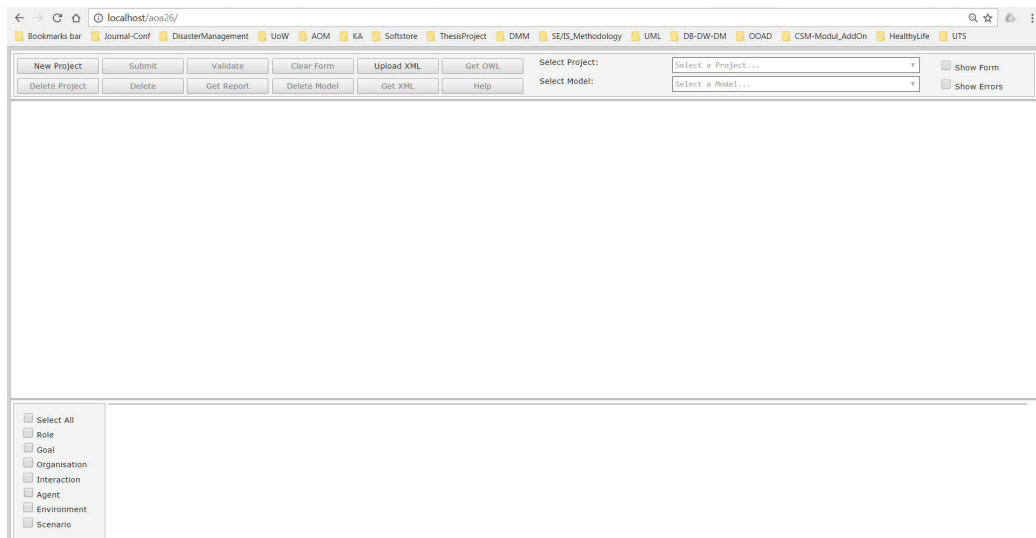 localhost/aoa26/
Bookmarks bar Journal-Conf DisasterManagement UoW AOM KA Softstore ThesisProject DMM SE/IS_Methodology UML DB-DW-DM OOAD CSM-Modul_AddOn HealthyLife UTS
New Project Submit Validate Clear Form Upload XML Get OWL Select Project: Select a Project... Show Form
Delete Project Delete Get Report Delete Model Get XML Help Select Model: Select a Model... Show Errors
Select All
Role
Goal
Organisation
Interaction
Agent
Environment
Scenario